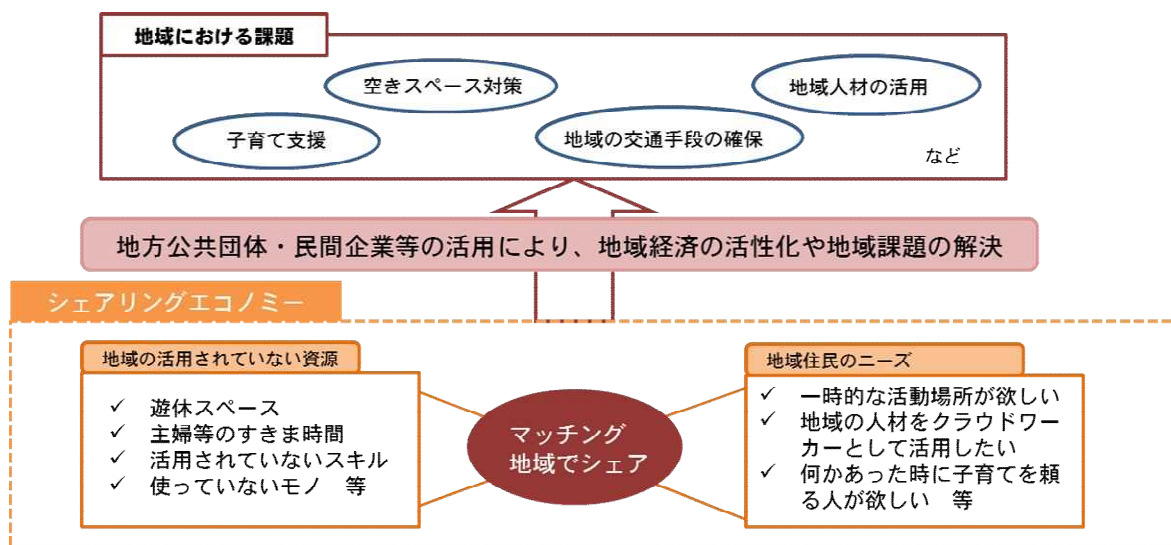 地域における課題
空きスペース対策
地域人材の活用
子育て支援
地域の交通手段の確保
など
地方公共団体・民間企業等の活用により、地域経済の活性化や地域課題の解決
シェアリングエコノミー
地域の活用されていない資源
✓ 遊休スペース
✓ 主婦等のすきま時間
✓ 活用されていないスキル
✓ 使っていないモノ　等
マッチング
地域でシェア
地域住民のニーズ
✓ 一時的な活動場所が欲しい
✓ 地域の人材をクラウドワー
カーとして活用したい
✓ 何かあった時に子育てを頼
る人が欲しい　等